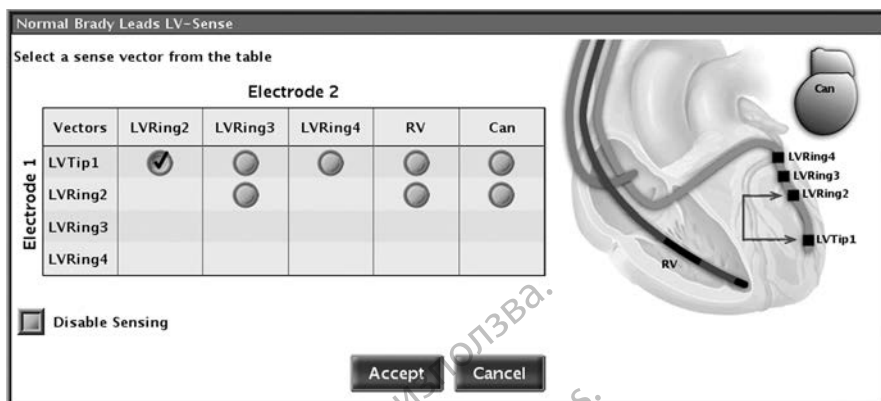 Normal Brady Leads LV-Sense
Select a sense vector from the table
Electrode 2
Electrode 1
Vectors LVRing2 LVRing3 LVRing4 RV Can
LVTip1
LVRing2
LVRing3
LVRing4
Disable Sensing
Accept Cancel
Can
LVRing4
LVRing3
LVRing2
LVTip1
RV